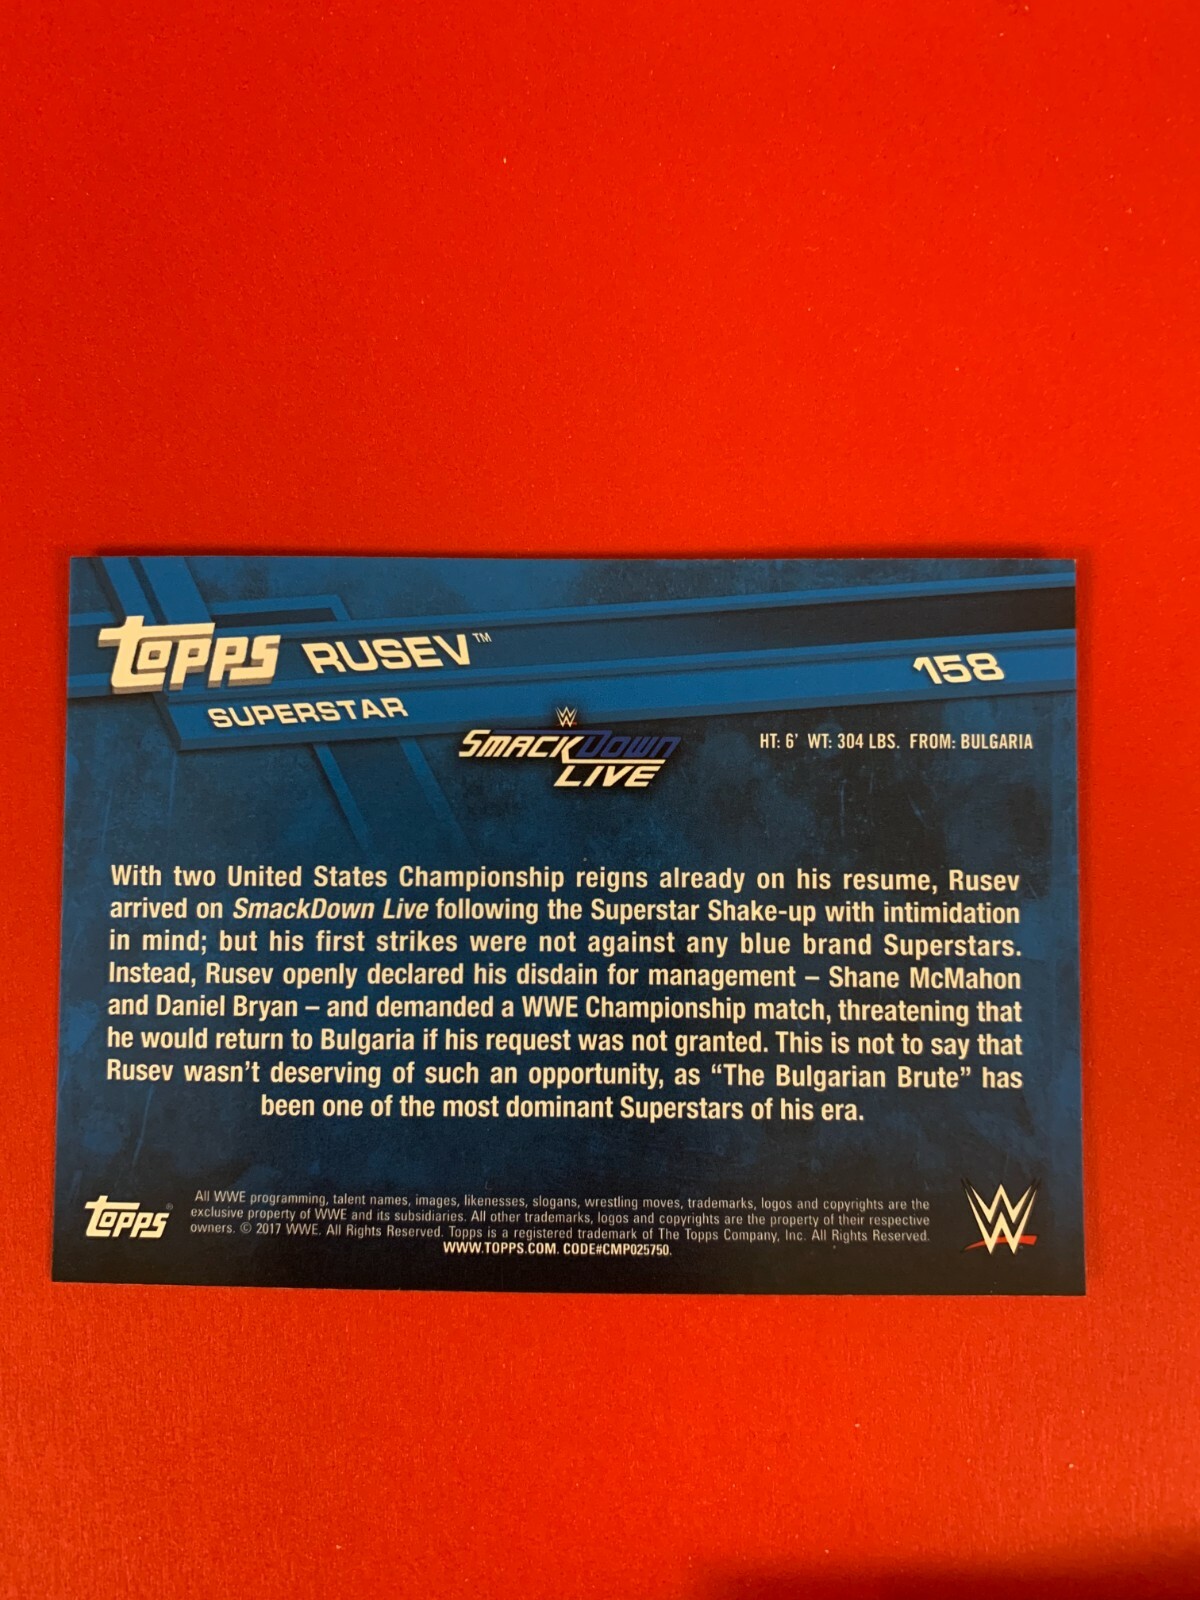 topps RUSEV™
158
SUPERSTAR
W
SMACKDOWN
LIVE
HT: 6' WT: 304 LBS. FROM: BULGARIA
With two United States Championship reigns already on his resume, Rusev
arrived on SmackDown Live following the Superstar Shake-up with intimidation
in mind; but his first strikes were not against any blue brand Superstars.
Instead, Rusev openly declared his disdain for management – Shane McMahon
and Daniel Bryan – and demanded a WWE Championship match, threatening that
he would return to Bulgaria if his request was not granted. This is not to say that
Rusev wasn't deserving of such an opportunity, as “The Bulgarian Brute” has
been one of the most dominant Superstars of his era.
topps®
All WWE programming, talent names, images, likenesses, slogans, wrestling moves, trademarks, logos and copyrights are the
exclusive property of WWE and its subsidiaries. All other trademarks, logos and copyrights are the property of their respective
owners. © 2017 WWE. All Rights Reserved. Topps is a registered trademark of The Topps Company, Inc. All Rights Reserved.
WWW.TOPPS.COM. CODE#CMP025750.
W